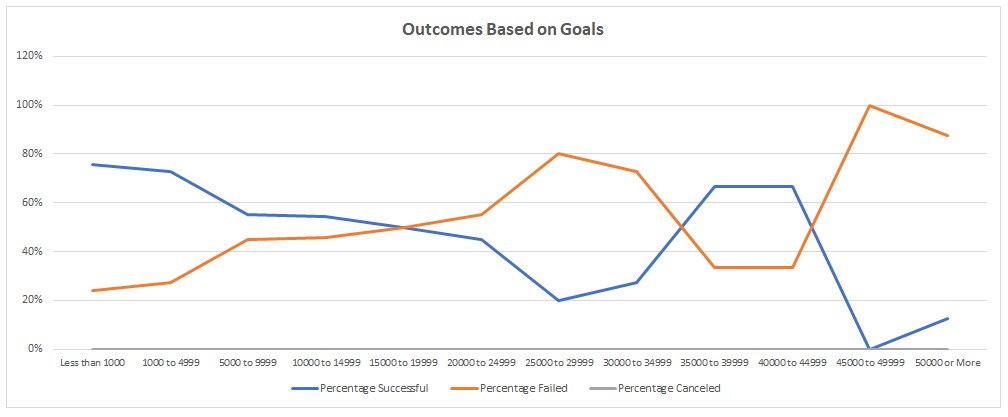 Outcomes Based on Goals
120%
100%
80%
60%
40%
20%
0%
Less than 1000 1000 to 4999 5000 to 9999 10000 to 14999 15000 to 19999 20000 to 24999 25000 to 29999 30000 to 34999 35000 to 39999 40000 to 44999 45000 to 49999 50000 or More
Percentage Successful Percentage Failed Percentage Canceled